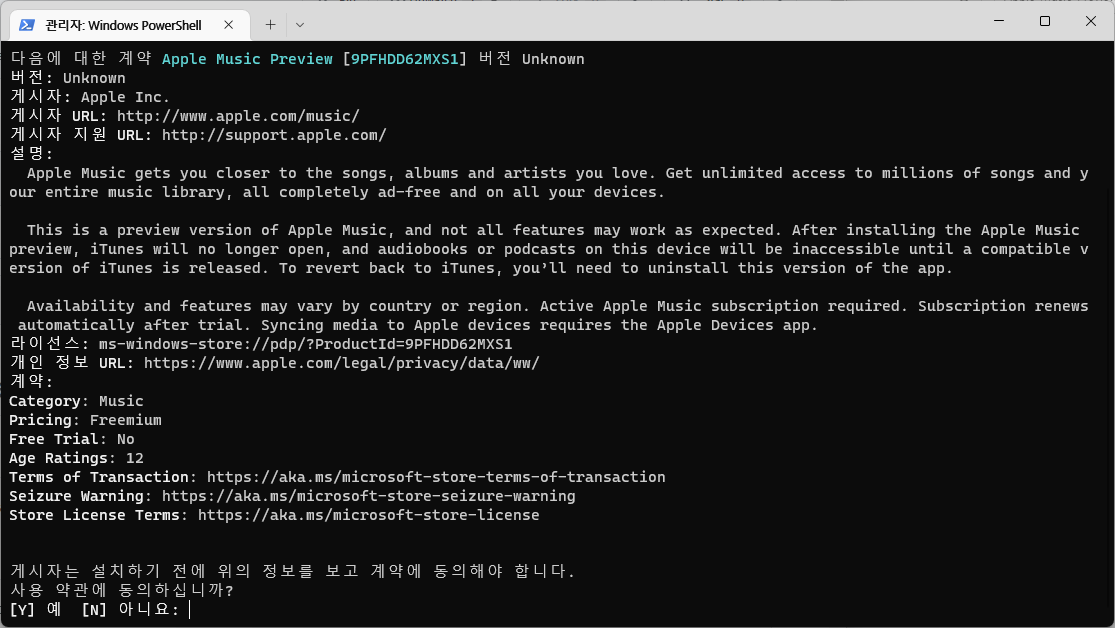 관리자: Windows PowerShell
다음에 대한 계약 Apple Music Preview [9PFHDD62MXS1] 버전 Unknown
버전: Unknown
게시자: Apple Inc.
게시자 URL: http://www.apple.com/music/
게시자 지원 URL: http://support.apple.com/
설명:
Apple Music gets you closer to the songs, albums and artists you love. Get unlimited access to millions of songs and y
our entire music library, all completely ad-free and on all your devices.
This is a preview version of Apple Music, and not all features may work as expected. After installing the Apple Music
preview, iTunes will no longer open, and audiobooks or podcasts on this device will be inaccessible until a compatible v
ersion of iTunes is released. To revert back to iTunes, you’ll need to uninstall this version of the app.
Availability and features may vary by country or region. Active Apple Music subscription required. Subscription renews
automatically after trial. Syncing media to Apple devices requires the Apple Devices app.
라이선스: ms-windows-store://pdp/?ProductId=9PFHDD62MXS1
개인 정보 URL: https://www.apple.com/legal/privacy/data/ww/
계약:
Category: Music
Pricing: Freemium
Free Trial: No
Age Ratings: 12
Terms of Transaction: https://aka.ms/microsoft-store-terms-of-transaction
Seizure Warning: https://aka.ms/microsoft-store-seizure-warning
Store License Terms: https://aka.ms/microsoft-store-license
게시자는 설치하기 전에 위의 정보를 보고 계약에 동의해야 합니다.
사용 약관에 동의하십니까?
[Y] 예 [N] 아니요: